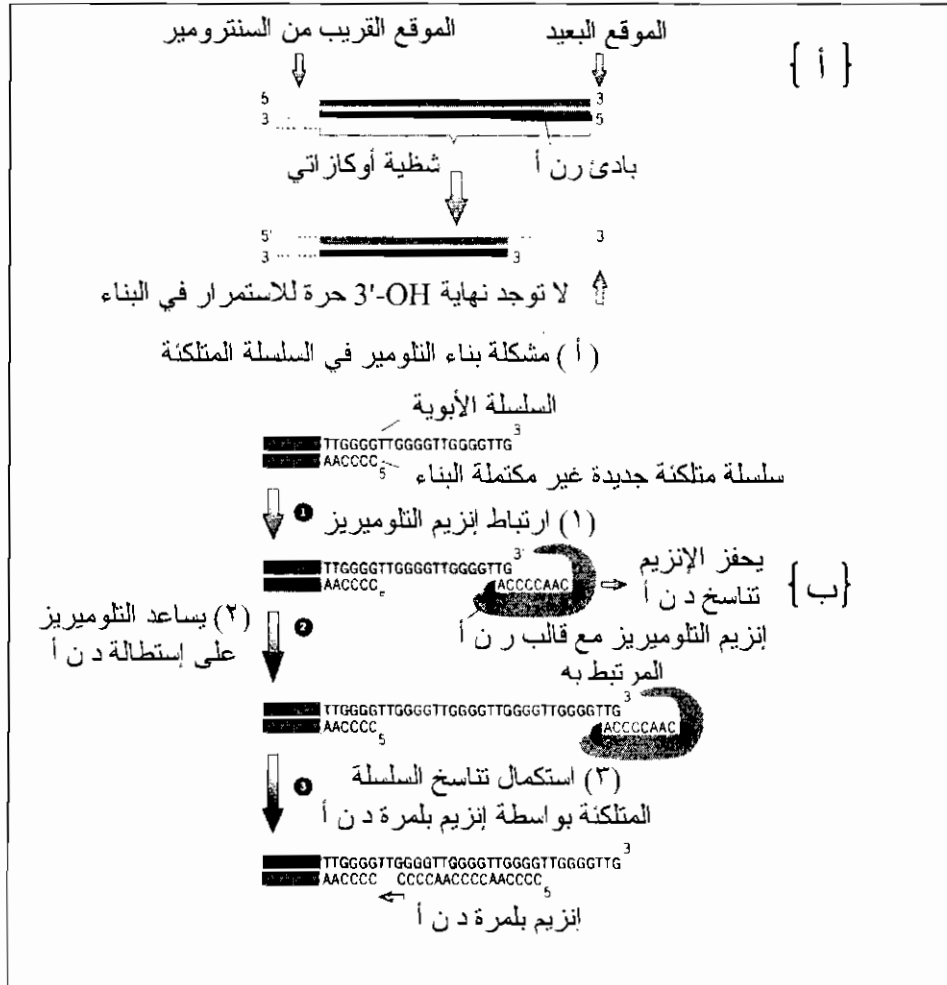 الموقع البعيد
الموقع القريب من السنترومير
{ أ }
5 3
3 5
بادئ رن أ
شظية أوكازاتي
5' 3
3 3
لا توجد نهاية 3'-OH حرة للاستمرار في البناء
( أ ) مشكلة بناء التلومير في السلسلة المتلكئة
السلسلة الأبوية
TTGGGGTTGGGGTTGGGGTTG 3
AACCCC 5
سلسلة متلكئة جديدة غير مكتملة البناء
1
(١) ارتباط إنزيم التلوميريز
TTGGGGTTGGGGTTGGGGTTG 3'
AACCCC
ACCCCAAC
يحفز الإنزيم
تناسخ د ن أ
{ب}
إنزيم التلوميريز مع قالب ر ن أ
المرتبط به
2
(٢) يساعد التلوميريز
على إستطالة د ن أ
TTGGGGTTGGGGTTGGGGTTGGGGTTGGGGTTG 3
AACCCC 5
ACCCCAAC
3
(٣) استكمال تناسخ السلسلة
المتلكئة بواسطة إنزيم بلمرة د ن أ
TTGGGGTTGGGGTTGGGGTTGGGGTTGGGGTTG 3
AACCCC CCCCAACCCCAACCCC 5
إنزيم بلمرة د ن أ